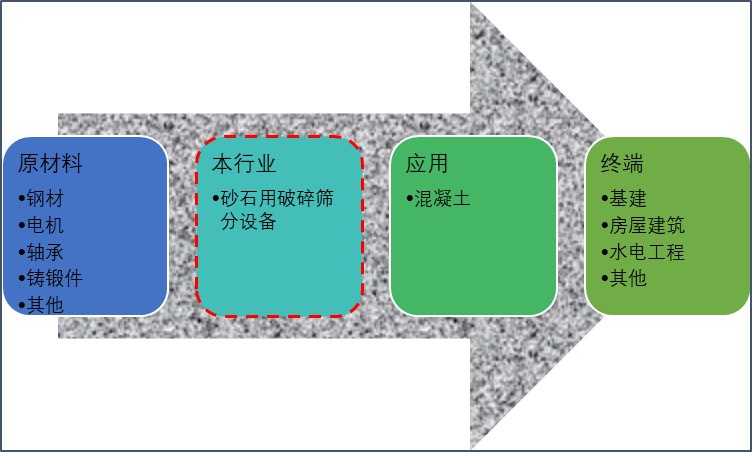 原材料
•钢材
•电机
•轴承
•铸锻件
•其他
本行业
•砂石用破碎筛
分设备
应用
•混凝土
终端
•基建
•房屋建筑
•水电工程
•其他